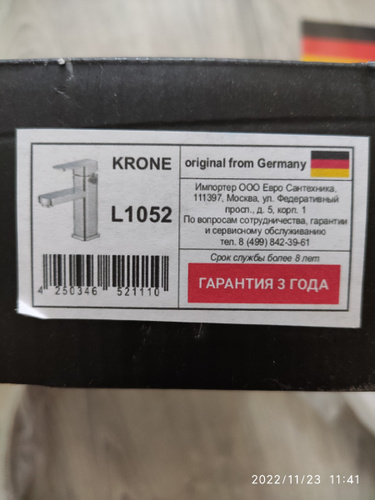 KRONE
L1052
4 250346 521110
original from Germany
Импортер ООО Евро Сантехника.
111397, Москва, ул. Федеративный
просп., д. 5, корп. 1
По вопросам сотрудничества, гарантии
и сервисному обслуживанию
тел. 8 (499) 842-39-61
Срок службы более 8 лет
ГАРАНТИЯ 3 ГОДА
2022/11/23 11:41